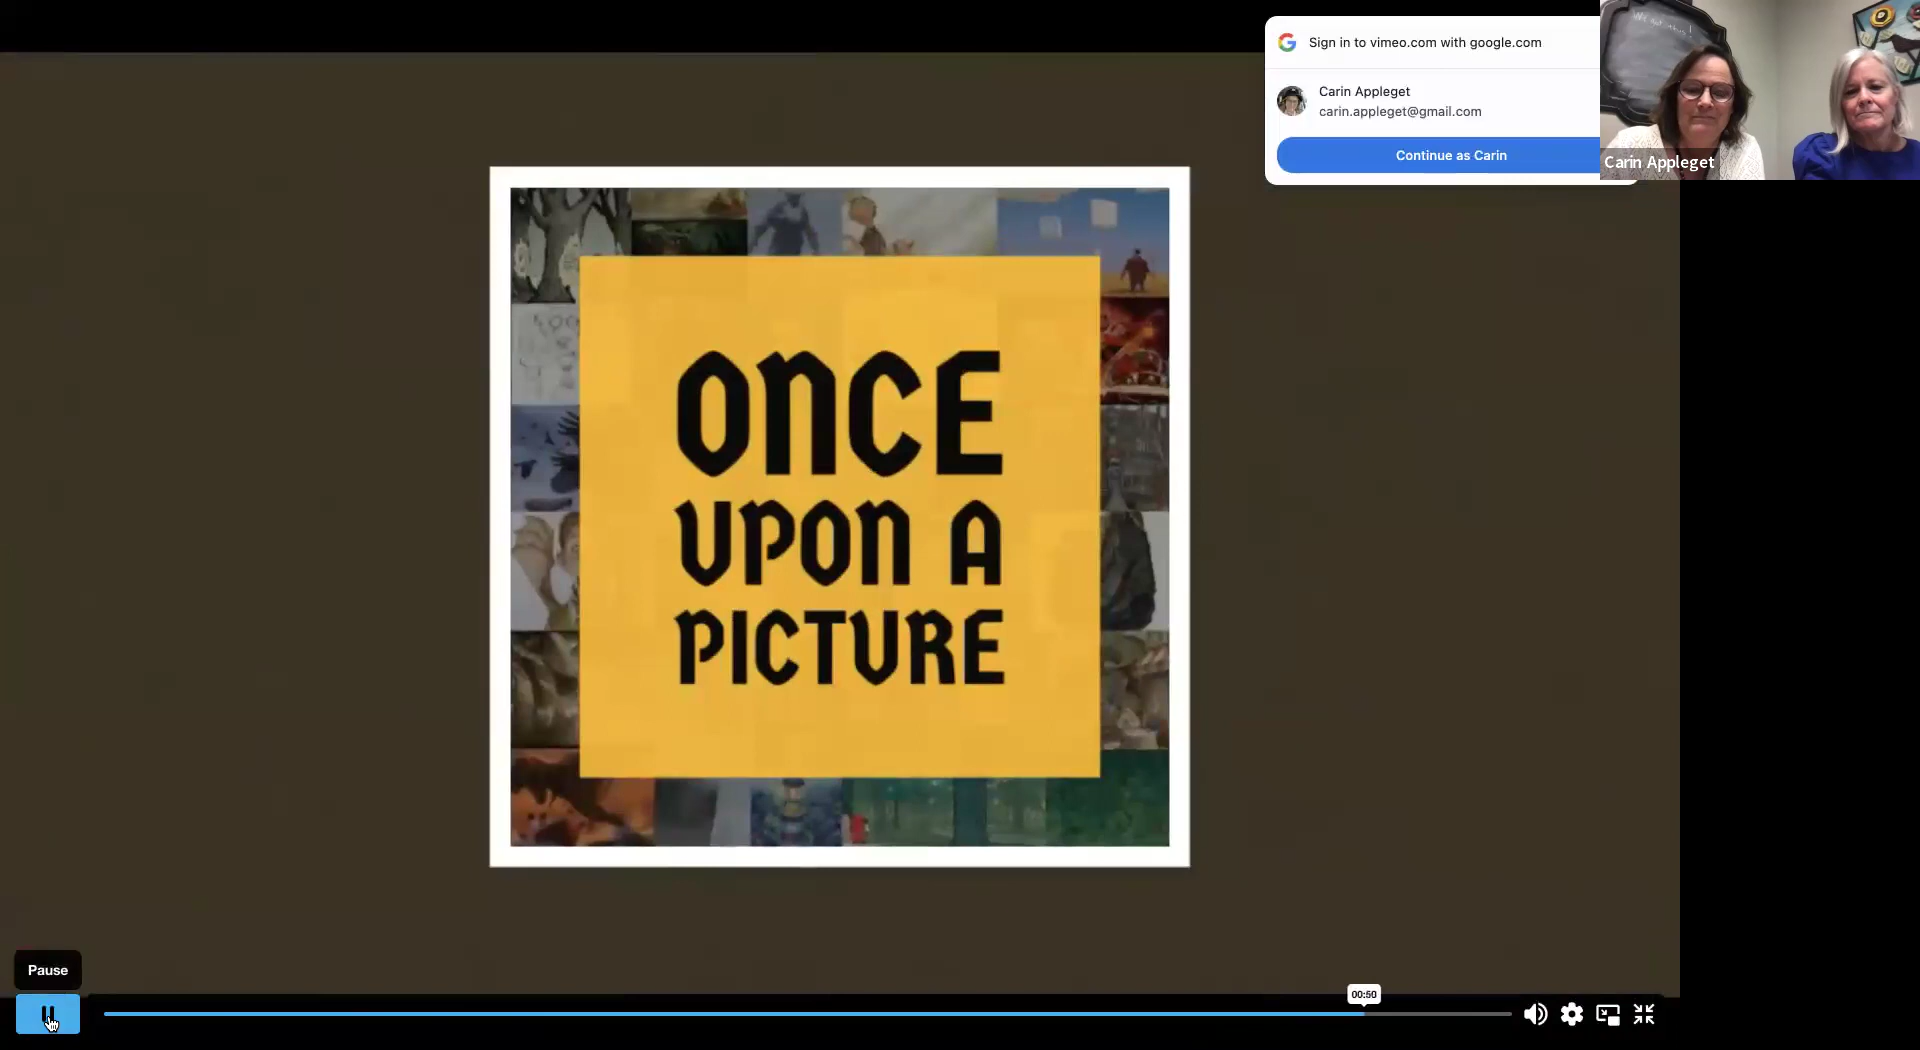 Sign in to vimeo.com with google.com
Carin Appleget
carin.appleget@gmail.com
Continue as Carin
Carin Appleget
ONCE
UPON A
PICTURE
Pause
00:50